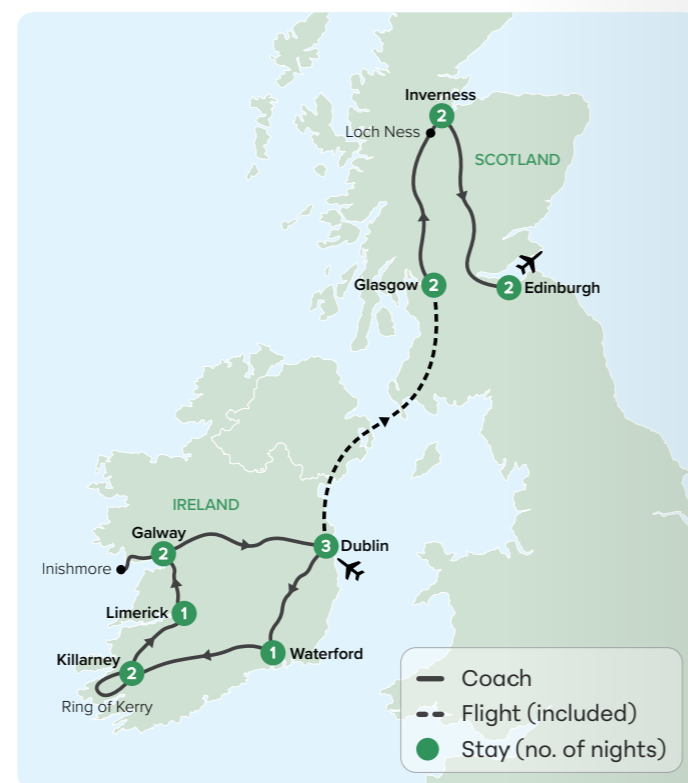 Inverness
2
Loch Ness
SCOTLAND
Glasgow
2
2
Edinburgh
IRELAND
Galway
2
3
Dublin
Inishmore
Limerick
1
Killarney
2
1
Waterford
Ring of Kerry
Coach
Flight (included)
Stay (no. of nights)